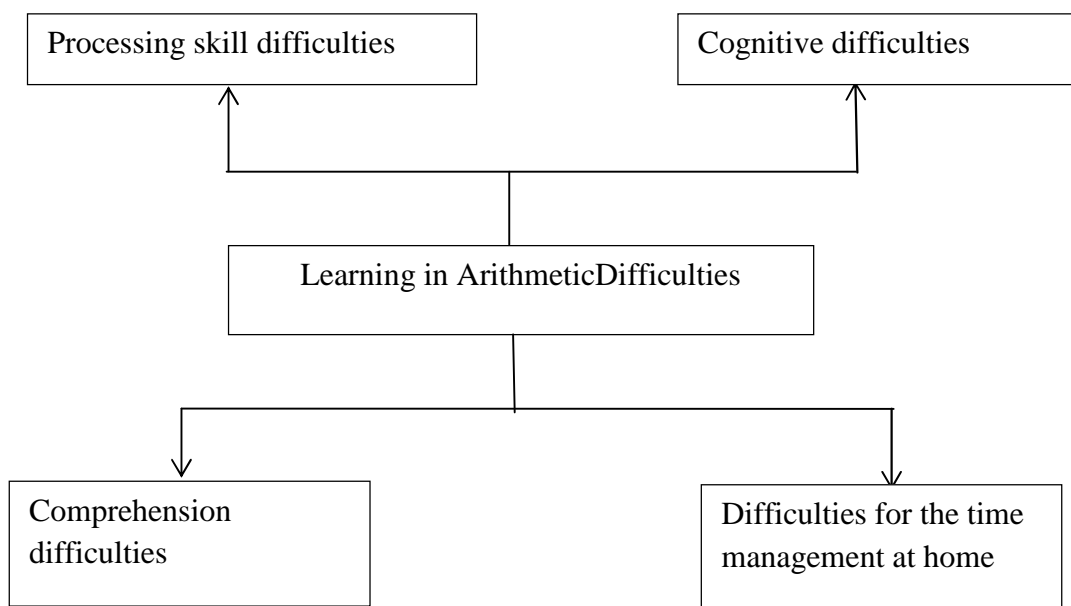 Processing skill difficulties
Cognitive difficulties
Learning in ArithmeticDifficulties
Comprehension
difficulties
Difficulties for the time
management at home